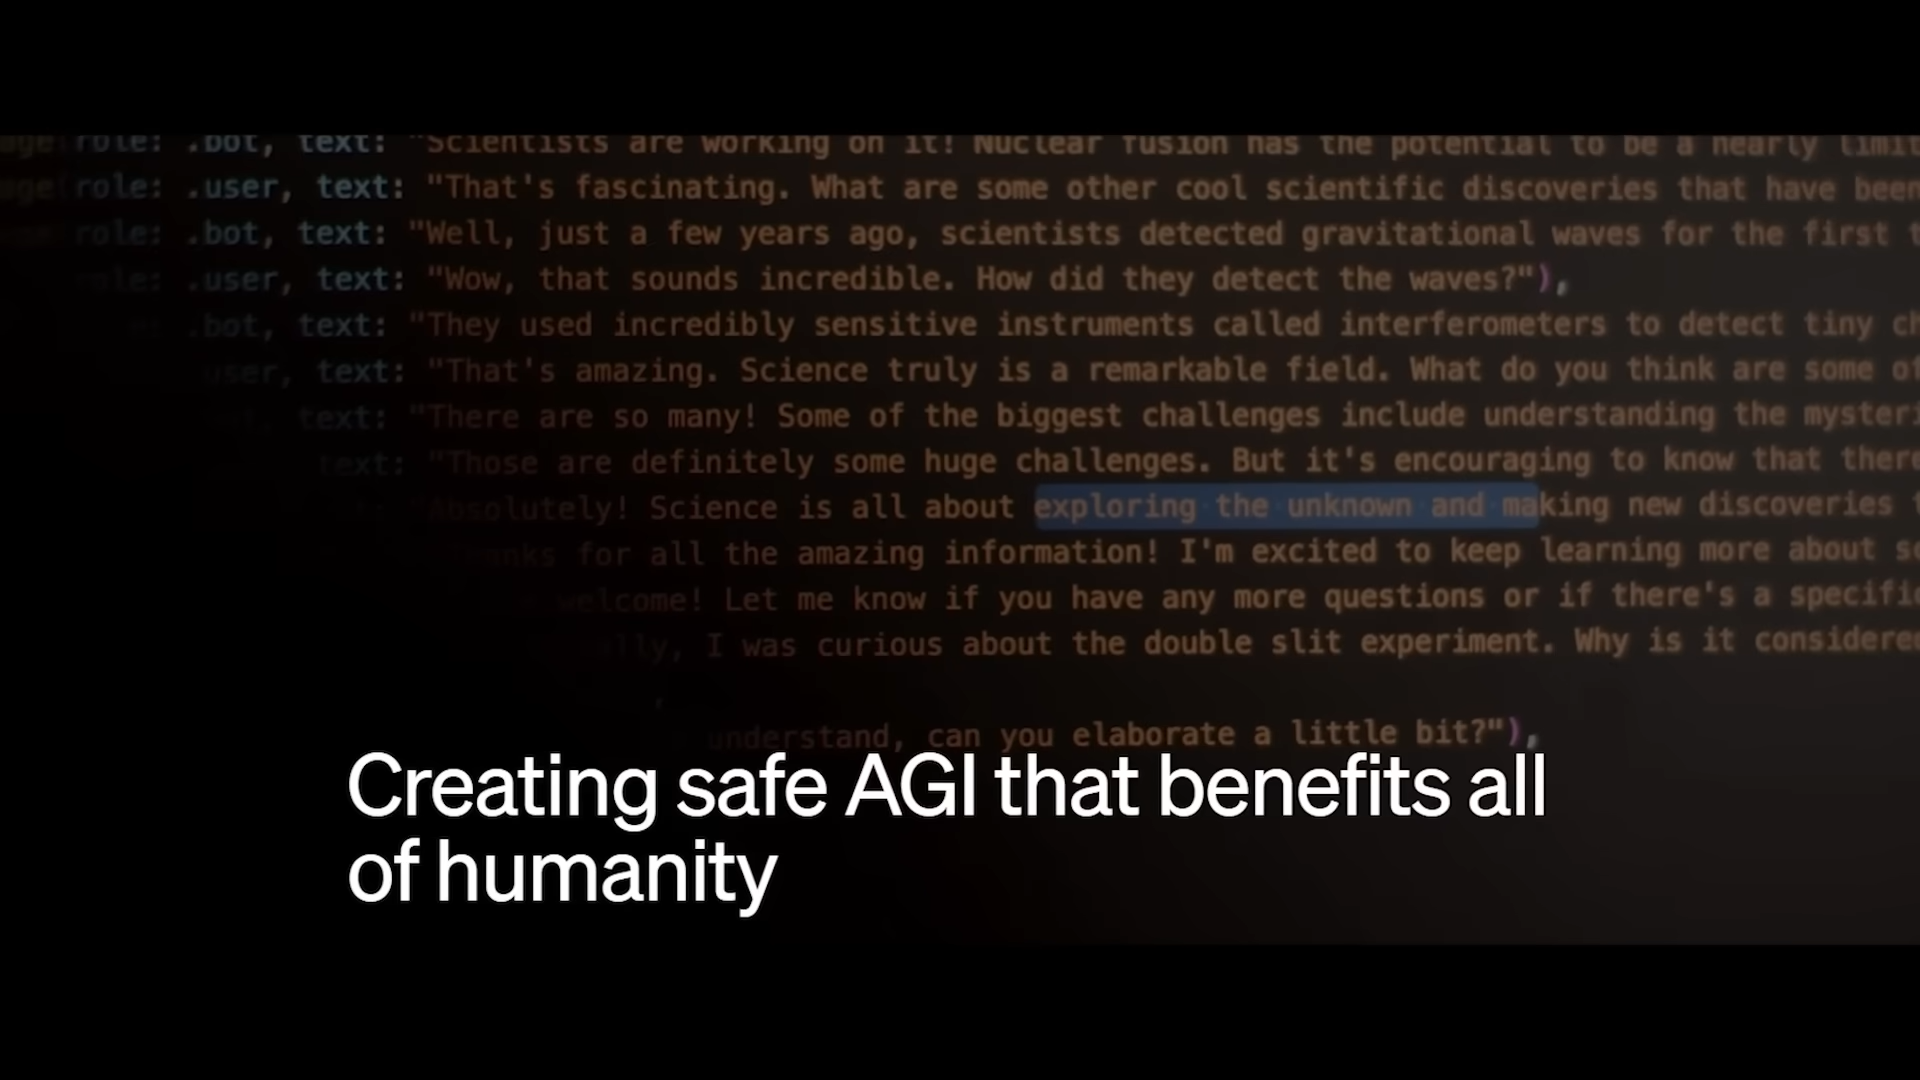 role: .bot, text: "Scientists are working on it! Nuclear fusion has the potential to be a nearly
role: .user, text: "That's fascinating. What are some other cool scientific discoveries that have been
role: .bot, text: "Well, just a few years ago, scientists detected gravitational waves for the first
.user, text: "Wow, that sounds incredible. How did they detect the waves?"),
.bot, text: "They used incredibly sensitive instruments called interferometers to detect tiny
text: "That's amazing. Science truly is a remarkable field. What do you think are some
text: "There are so many! Some of the biggest challenges include understanding the
text: "Those are definitely some huge challenges. But it's encouraging to know that
"Absolutely! Science is all about exploring the unknown and making new discoveries
for all the amazing information! I'm excited to keep learning more about
welcome! Let me know if you have any more questions or if there's a
I was curious about the double slit experiment. Why is it
understand, can you elaborate a little bit?"),
Creating safe AGI that benefits all
of humanity